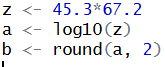 z <- 45.3*67.2
a <- log10(z)
b <- round(a, 2)